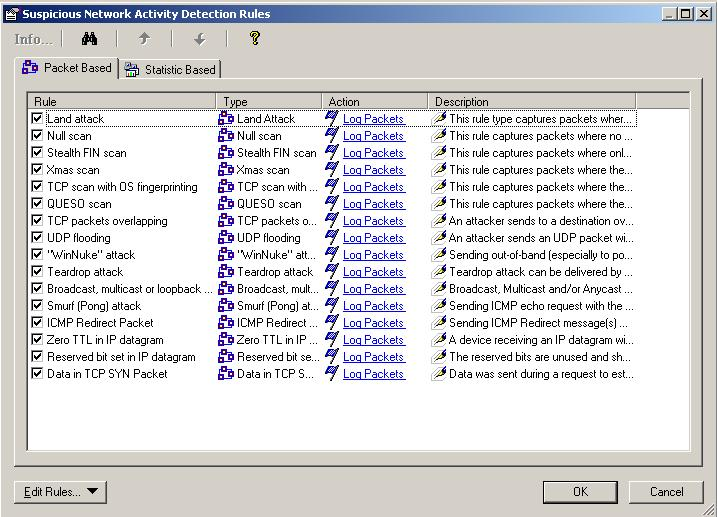 Suspicious Network Activity Detection Rules
Info...
Packet Based Statistic Based
Rule Type Action Description
Land attack Land Attack Log Packets This rule type captures packets wher...
Null scan Null scan Log Packets This rule captures packets where no ...
Stealth FIN scan Stealth FIN scan Log Packets This rule captures packets where onl...
Xmas scan Xmas scan Log Packets This rule captures packets where the...
TCP scan with OS fingerprinting TCP scan with ... Log Packets This rule captures packets where the...
QUESO scan QUESO scan Log Packets This rule captures packets where the...
TCP packets overlapping TCP packets o... Log Packets An attacker sends to a destination ov...
UDP flooding UDP flooding Log Packets An attacker sends an UDP packet wi...
"WinNuke" attack "WinNuke" att... Log Packets Sending out-of-band (especially to po...
Teardrop attack Teardrop attack Log Packets Teardrop attack can be delivered by ...
Broadcast, multicast or loopback ... Broadcast, mult... Log Packets Broadcast, Multicast and/or Anycast ...
Smurf (Pong) attack Smurf (Pong) at... Log Packets Sending ICMP echo request with the ...
ICMP Redirect Packet ICMP Redirect ... Log Packets Sending ICMP Redirect message(s) ...
Zero TTL in IP datagram Zero TTL in IP ... Log Packets A device receiving an IP datagram wi...
Reserved bit set in IP datagram Reserved bit se... Log Packets The reserved bits are unused and sh...
Data in TCP SYN Packet Data in TCP S... Log Packets Data was sent during a request to est...
Edit Rules... OK Cancel